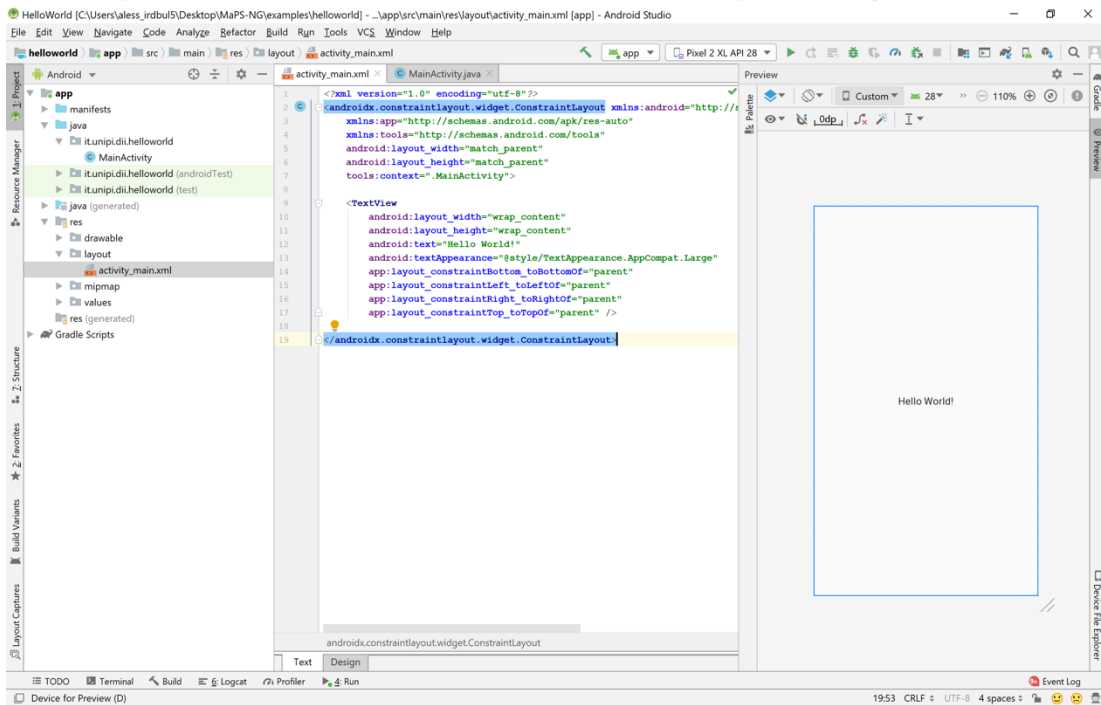 HelloWorld [C:\Users\aless_irdbul5\Desktop\MaPS-NG\examples\helloworld] - ...\app\src\main\res\layout\activity_main.xml [app] - Android Studio
File Edit View Navigate Code Analyze Refactor Build Run Tools VCS Window Help
helloworld app src main res layout activity_main.xml
app Pixel 2 XL API 28
Android
activity_main.xml MainActivity.java
Preview
1: Project
Resource Manager
7: Structure
2: Favorites
Build Variants
Layout Captures
app
manifests
java
it.unipi.dii.helloworld
MainActivity
it.unipi.dii.helloworld (androidTest)
it.unipi.dii.helloworld (test)
java (generated)
res
drawable
layout
activity_main.xml
mipmap
values
res (generated)
Gradle Scripts
1 <?xml version="1.0" encoding="utf-8"?>
2 <androidx.constraintlayout.widget.ConstraintLayout xmlns:android="http://s
3 xmlns:app="http://schemas.android.com/apk/res-auto"
4 xmlns:tools="http://schemas.android.com/tools"
5 android:layout_width="match_parent"
6 android:layout_height="match_parent"
7 tools:context=".MainActivity">
8
9 <TextView
10 android:layout_width="wrap_content"
11 android:layout_height="wrap_content"
12 android:text="Hello World!"
13 android:textAppearance="@style/TextAppearance.AppCompat.Large"
14 app:layout_constraintBottom_toBottomOf="parent"
15 app:layout_constraintLeft_toLeftOf="parent"
16 app:layout_constraintRight_toRightOf="parent"
17 app:layout_constraintTop_toTopOf="parent" />
18
19 </androidx.constraintlayout.widget.ConstraintLayout>
androidx.constraintlayout.widget.ConstraintLayout
Text Design
Palette
Custom 28 110%
0dp
Hello World!
Gradle
Preview
Device File Explorer
TODO Terminal Build 6: Logcat Profiler 4: Run Event Log
Device for Preview (D) 19:53 CRLF UTF-8 4 spaces